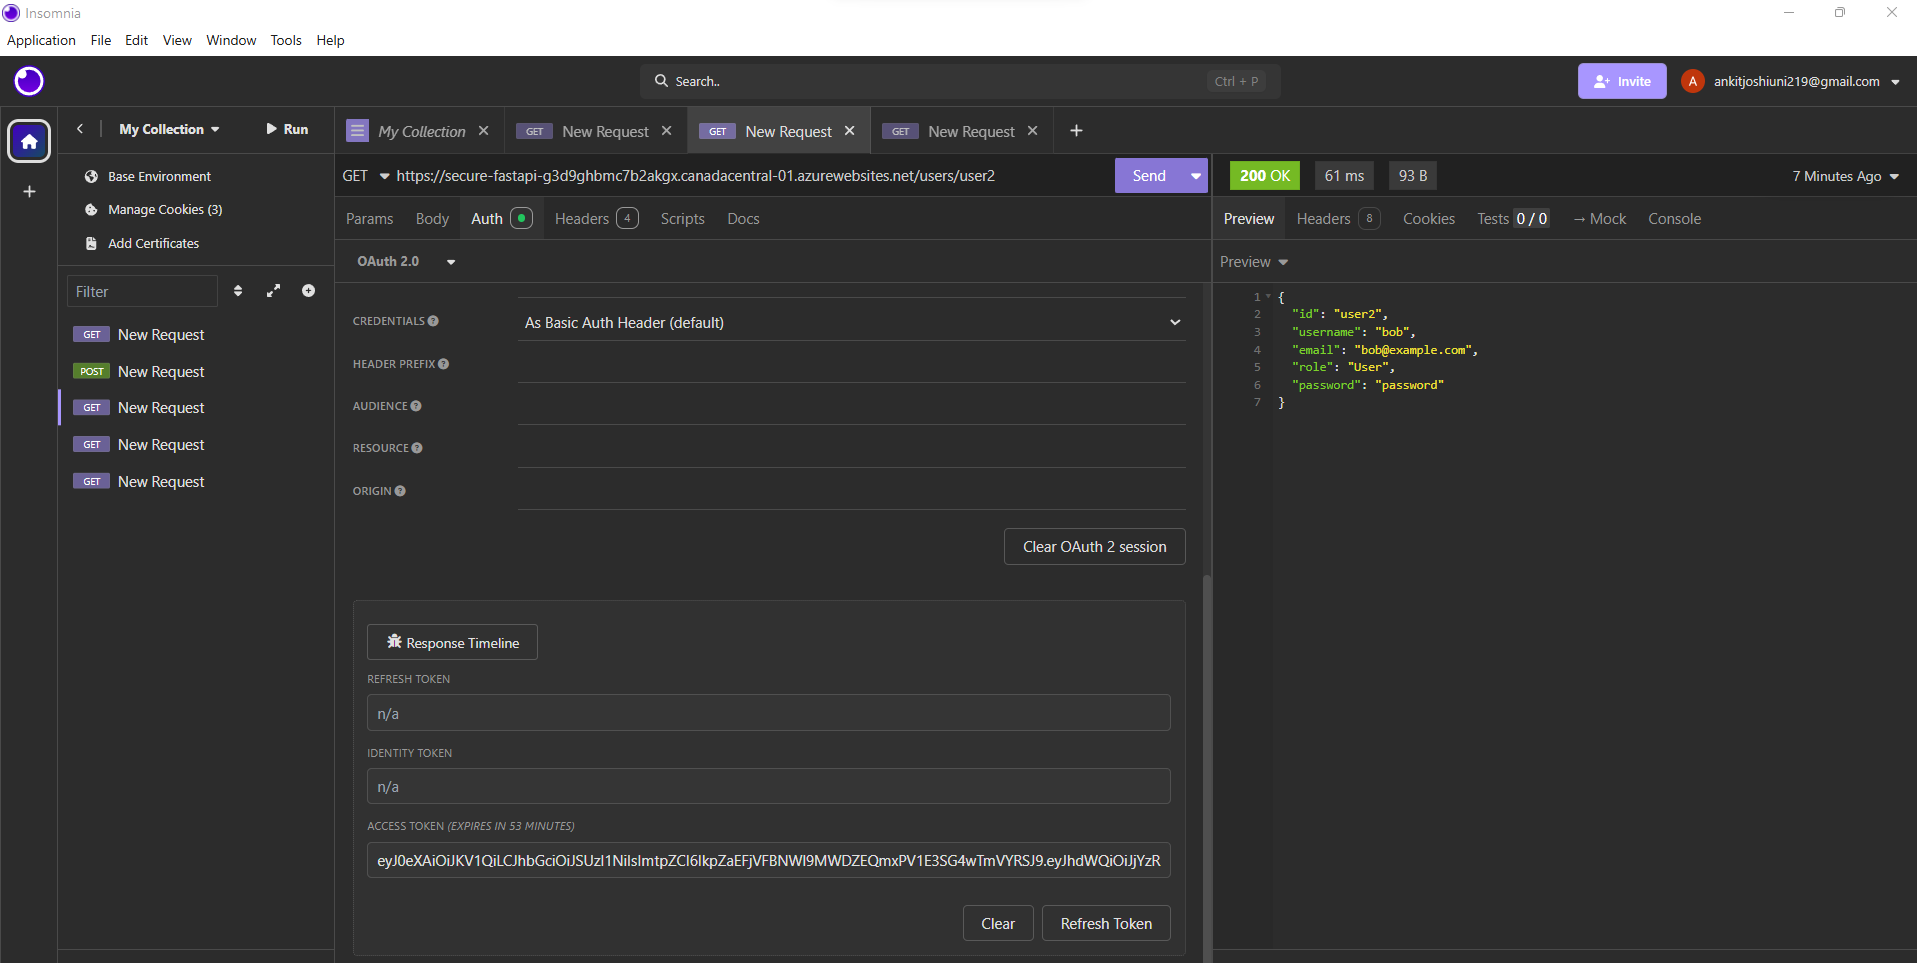 Insomnia
Application File Edit View Window Tools Help
Search.. Ctrl + P
Invite
A ankitjoshiuni219@gmail.com
My Collection
Run
My Collection
GET New Request
GET New Request
GET New Request
Base Environment
Manage Cookies (3)
Add Certificates
Filter
GET New Request
POST New Request
GET New Request
GET New Request
GET New Request
GET https://secure-fastapi-g3d9ghbmc7b2akgx.canadacentral-01.azurewebsites.net/users/user2
Send
Params Body Auth Headers 4 Scripts Docs
OAuth 2.0
CREDENTIALS ? As Basic Auth Header (default)
HEADER PREFIX ?
AUDIENCE ?
RESOURCE ?
ORIGIN ?
Clear OAuth 2 session
Response Timeline
REFRESH TOKEN
n/a
IDENTITY TOKEN
n/a
ACCESS TOKEN (EXPIRES IN 53 MINUTES)
eyJ0eXAiOiJKV1QiLCJhbGciOiJSUzI1NiIsImtpZCI6IkpZaEFjVFBNWl9MWDZEQmxPV1E3SG4wTmVYRSJ9.eyJhdWQiOiJjYzR
Clear Refresh Token
200 OK 61 ms 93 B 7 Minutes Ago
Preview Headers 8 Cookies Tests 0 / 0 → Mock Console
Preview
1 {
2 "id": "user2",
3 "username": "bob",
4 "email": "bob@example.com",
5 "role": "User",
6 "password": "password"
7 }